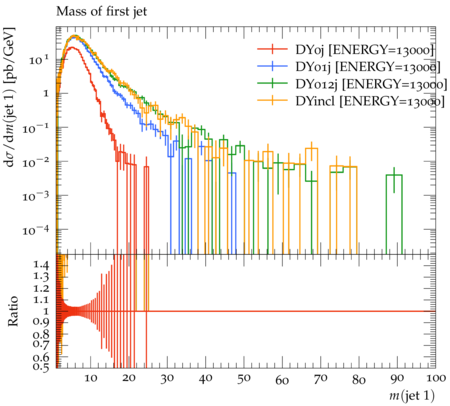 Mass of first jet
dσ/dm(jet 1) [pb/GeV]
DY0j [ENERGY=13000]
DY01j [ENERGY=13000]
DY012j [ENERGY=13000]
DYincl [ENERGY=13000]
10^1
1
10^−1
10^−2
10^−3
10^−4
Ratio
1.4
1.3
1.2
1.1
1
0.9
0.8
0.7
0.6
0.5
10 20 30 40 50 60 70 80 90 100
m(jet 1)